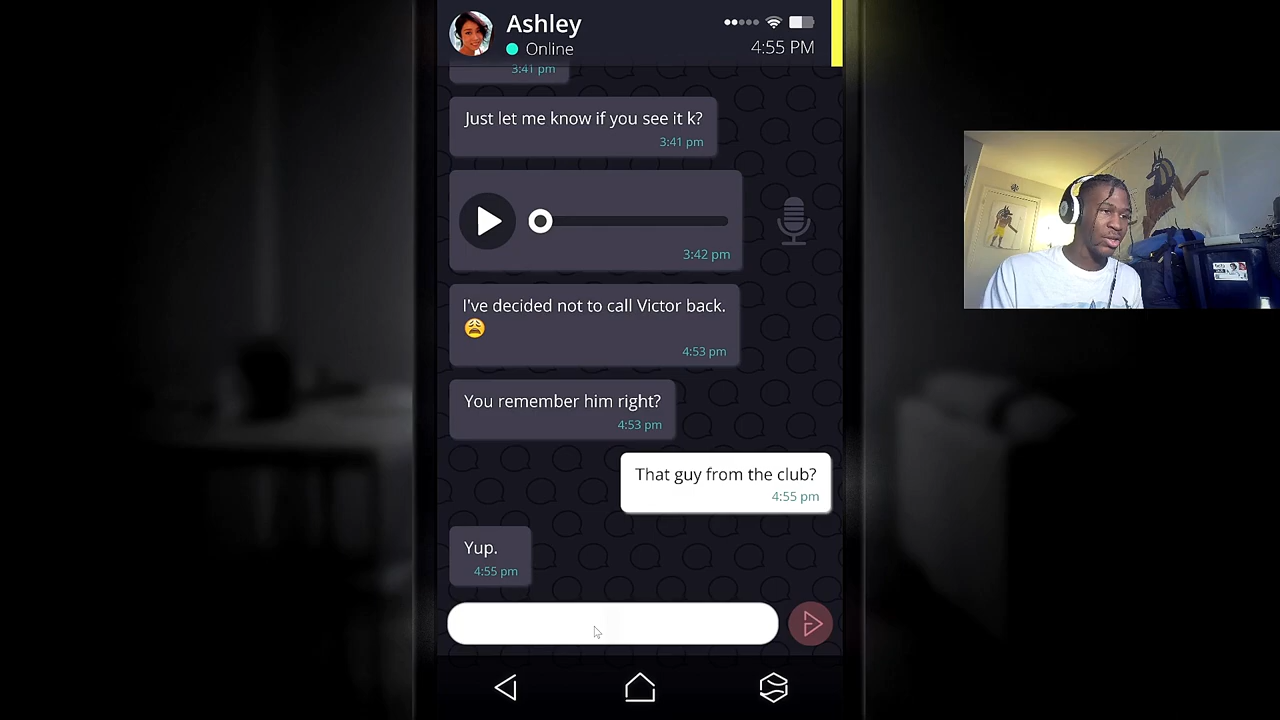 Ashley
Online
4:55 PM
3:41 pm
Just let me know if you see it k?
3:41 pm
3:42 pm
I've decided not to call Victor back.
😩
4:53 pm
You remember him right?
4:53 pm
That guy from the club?
4:55 pm
Yup.
4:55 pm